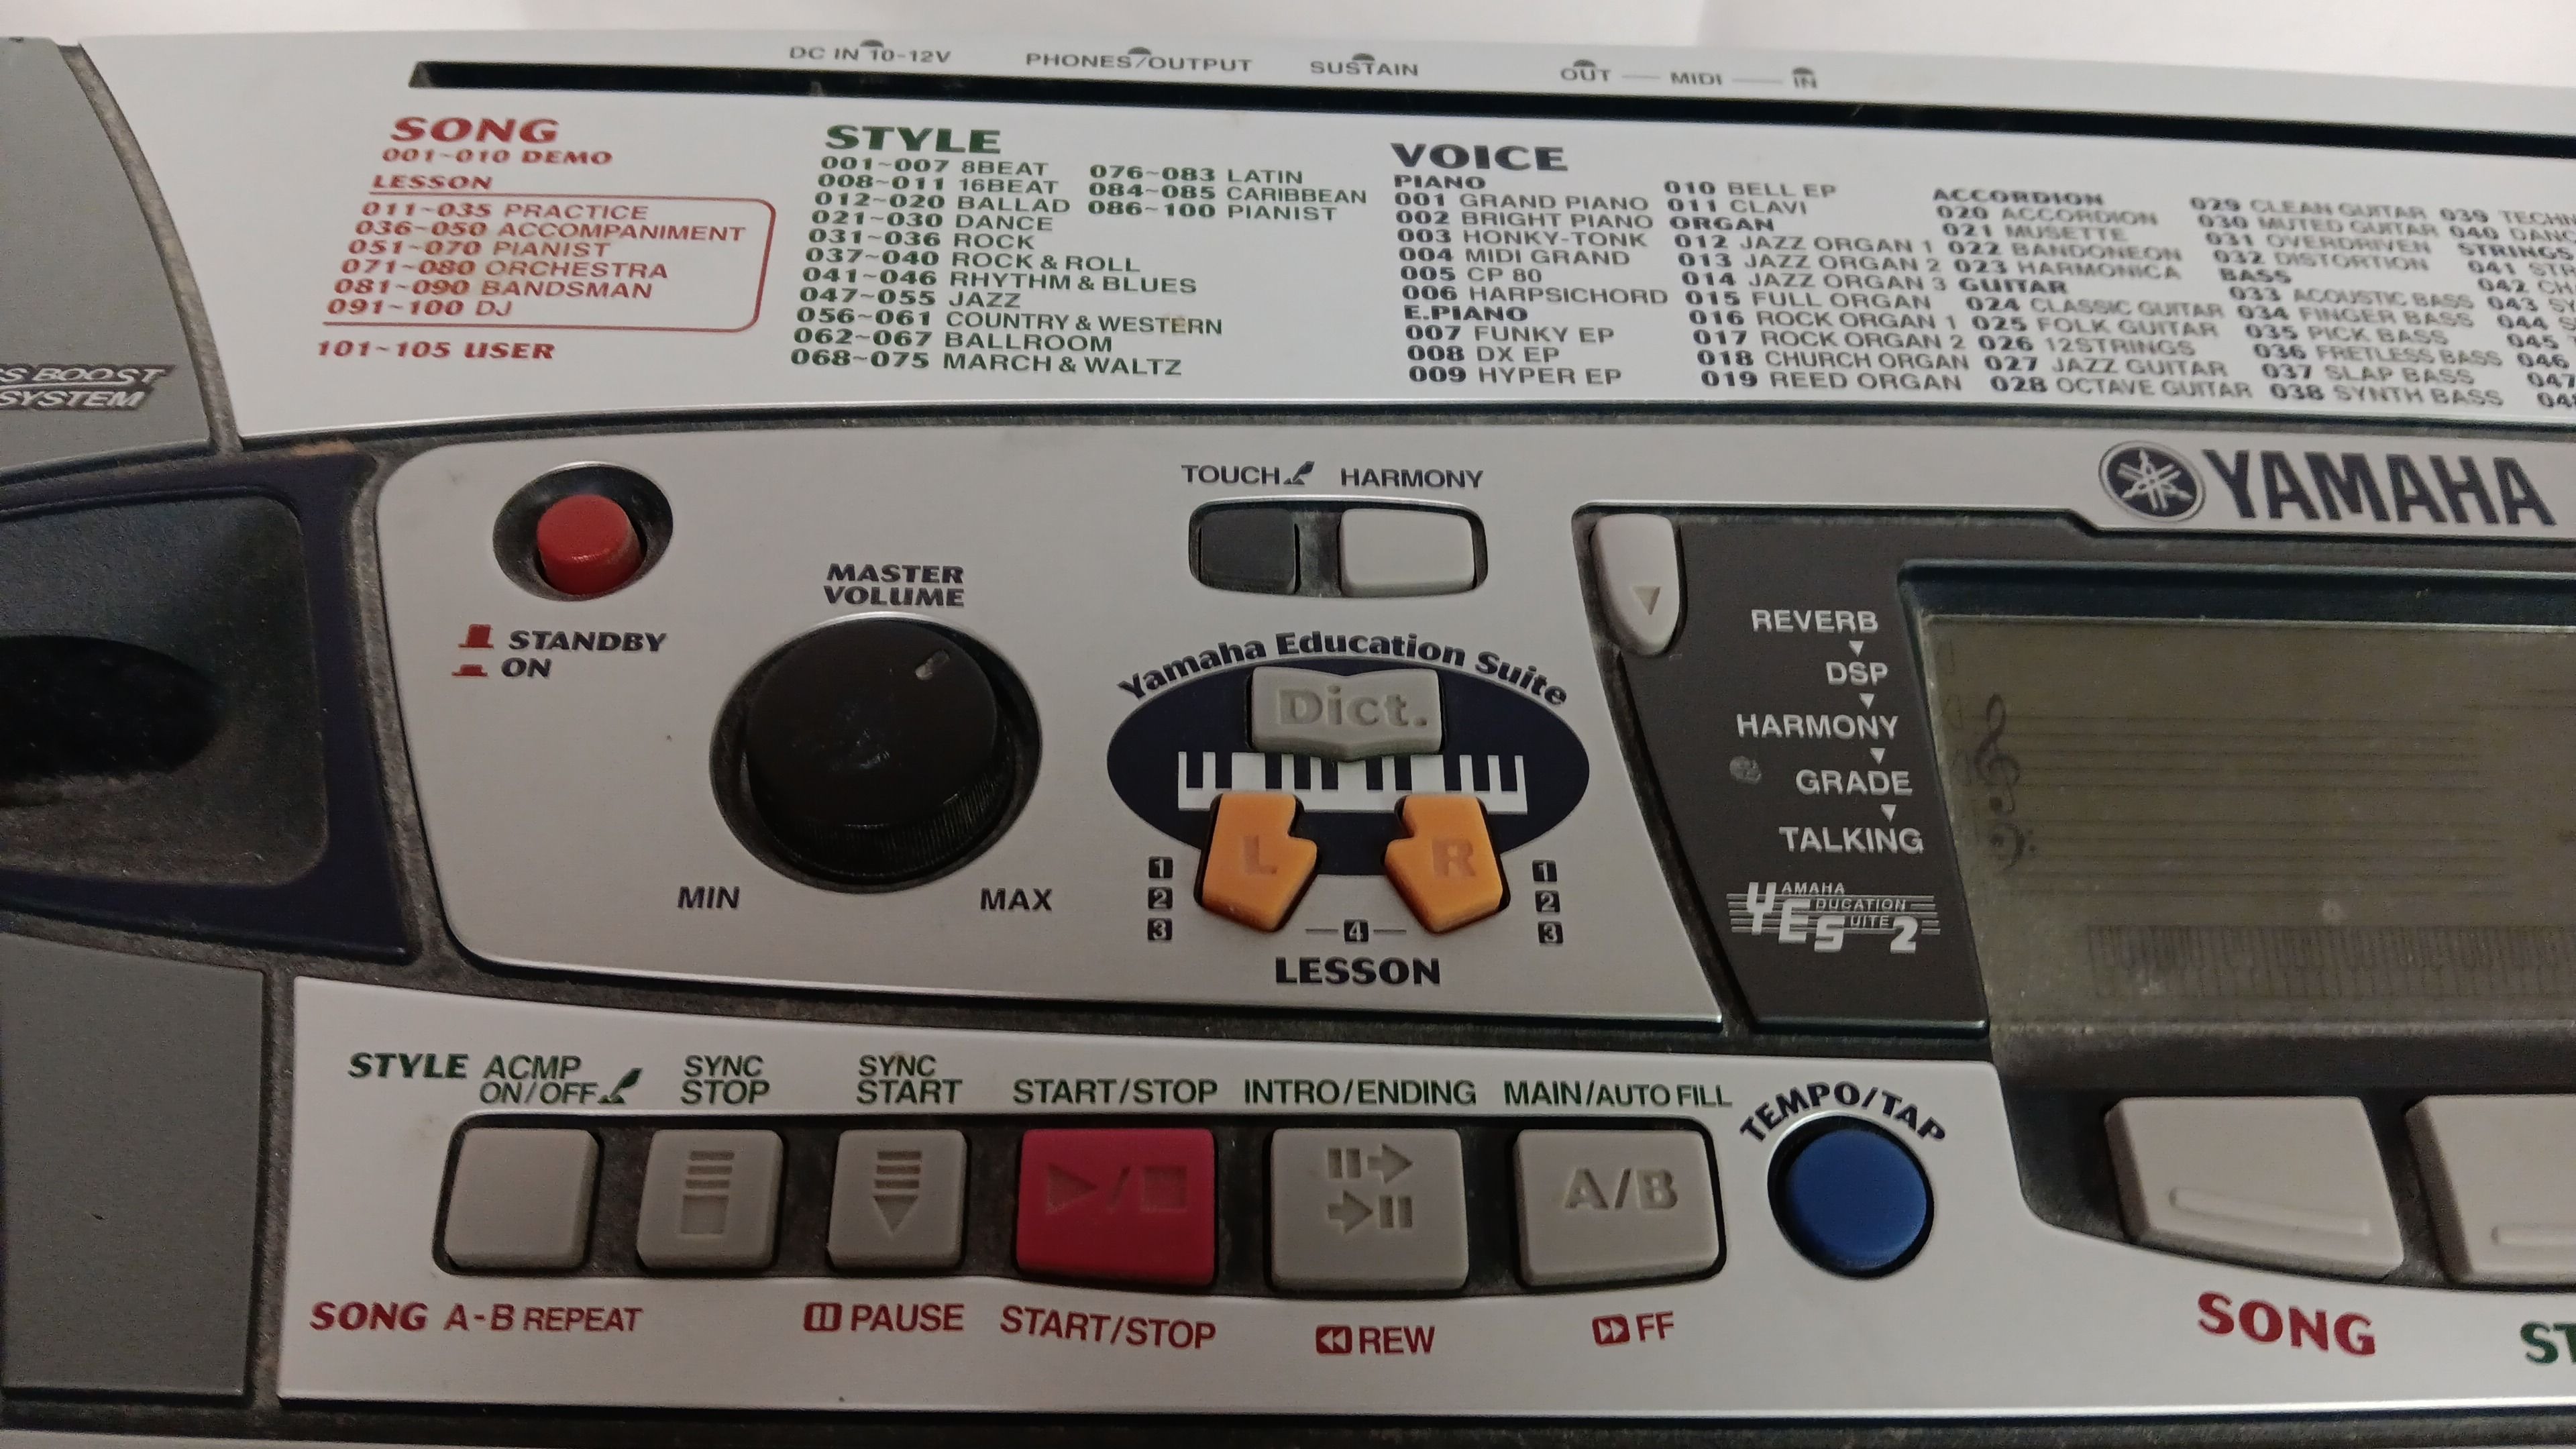 DC IN 10-12V
PHONES/OUTPUT
SUSTAIN
OUT — MIDI — IN
SONG
001~010 DEMO
LESSON
011~035 PRACTICE
036~050 ACCOMPANIMENT
051~070 PIANIST
071~080 ORCHESTRA
081~090 BANDSMAN
091~100 DJ
101~105 USER
STYLE
001~007 8BEAT
008~011 16BEAT
012~020 BALLAD
021~030 DANCE
031~036 ROCK
037~040 ROCK & ROLL
041~046 RHYTHM & BLUES
047~055 JAZZ
056~061 COUNTRY & WESTERN
062~067 BALLROOM
068~075 MARCH & WALTZ
076~083 LATIN
084~085 CARIBBEAN
086~100 PIANIST
VOICE
PIANO
001 GRAND PIANO
002 BRIGHT PIANO
003 HONKY-TONK
004 MIDI GRAND
005 CP 80
006 HARPSICHORD
E.PIANO
007 FUNKY EP
008 DX EP
009 HYPER EP
010 BELL EP
011 CLAVI
ORGAN
012 JAZZ ORGAN 1
013 JAZZ ORGAN 2
014 JAZZ ORGAN 3
015 FULL ORGAN
016 ROCK ORGAN 1
017 ROCK ORGAN 2
018 CHURCH ORGAN
019 REED ORGAN
ACCORDION
020 ACCORDION
021 MUSETTE
022 BANDONEON
023 HARMONICA
GUITAR
024 CLASSIC GUITAR
025 FOLK GUITAR
026 12STRINGS
027 JAZZ GUITAR
028 OCTAVE GUITAR
029 CLEAN GUITAR
030 MUTED GUITAR
031 OVERDRIVEN
032 DISTORTION
BASS
033 ACOUSTIC BASS
034 FINGER BASS
035 PICK BASS
036 FRETLESS BASS
037 SLAP BASS
038 SYNTH BASS
039
040
STRINGS
041
042
043
044
045
046
047
BOOST
SYSTEM
YAMAHA
STANDBY
ON
MASTER
VOLUME
MIN
MAX
TOUCH
HARMONY
Yamaha Education Suite
Dict.
L
R
1
2
3
4
1
2
3
LESSON
REVERB
DSP
HARMONY
GRADE
TALKING
YAMAHA
EDUCATION
SUITE 2
STYLE
ACMP
ON/OFF
SYNC
STOP
SYNC
START
START/STOP
INTRO/ENDING
MAIN/AUTO FILL
TEMPO/TAP
A/B
SONG
A-B REPEAT
PAUSE
START/STOP
REW
FF
SONG